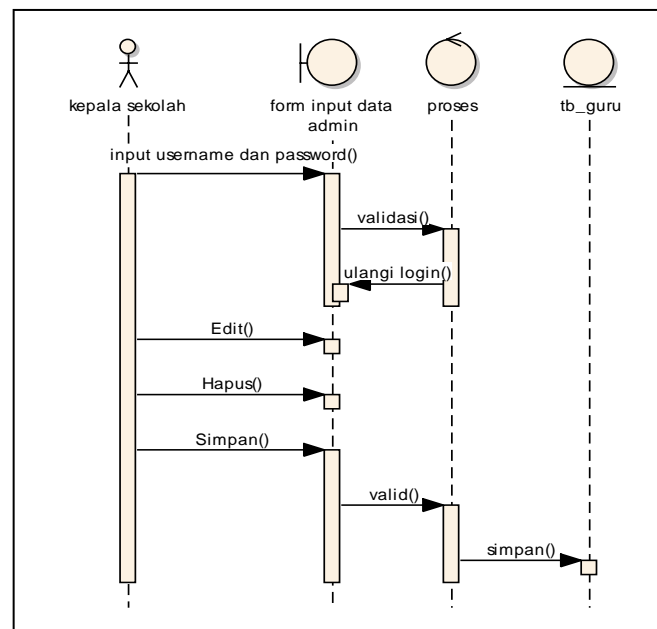 kepala sekolah
form input data
admin
proses
tb_guru
input username dan password()
validasi()
ulangi login()
Edit()
Hapus()
Simpan()
valid()
simpan()